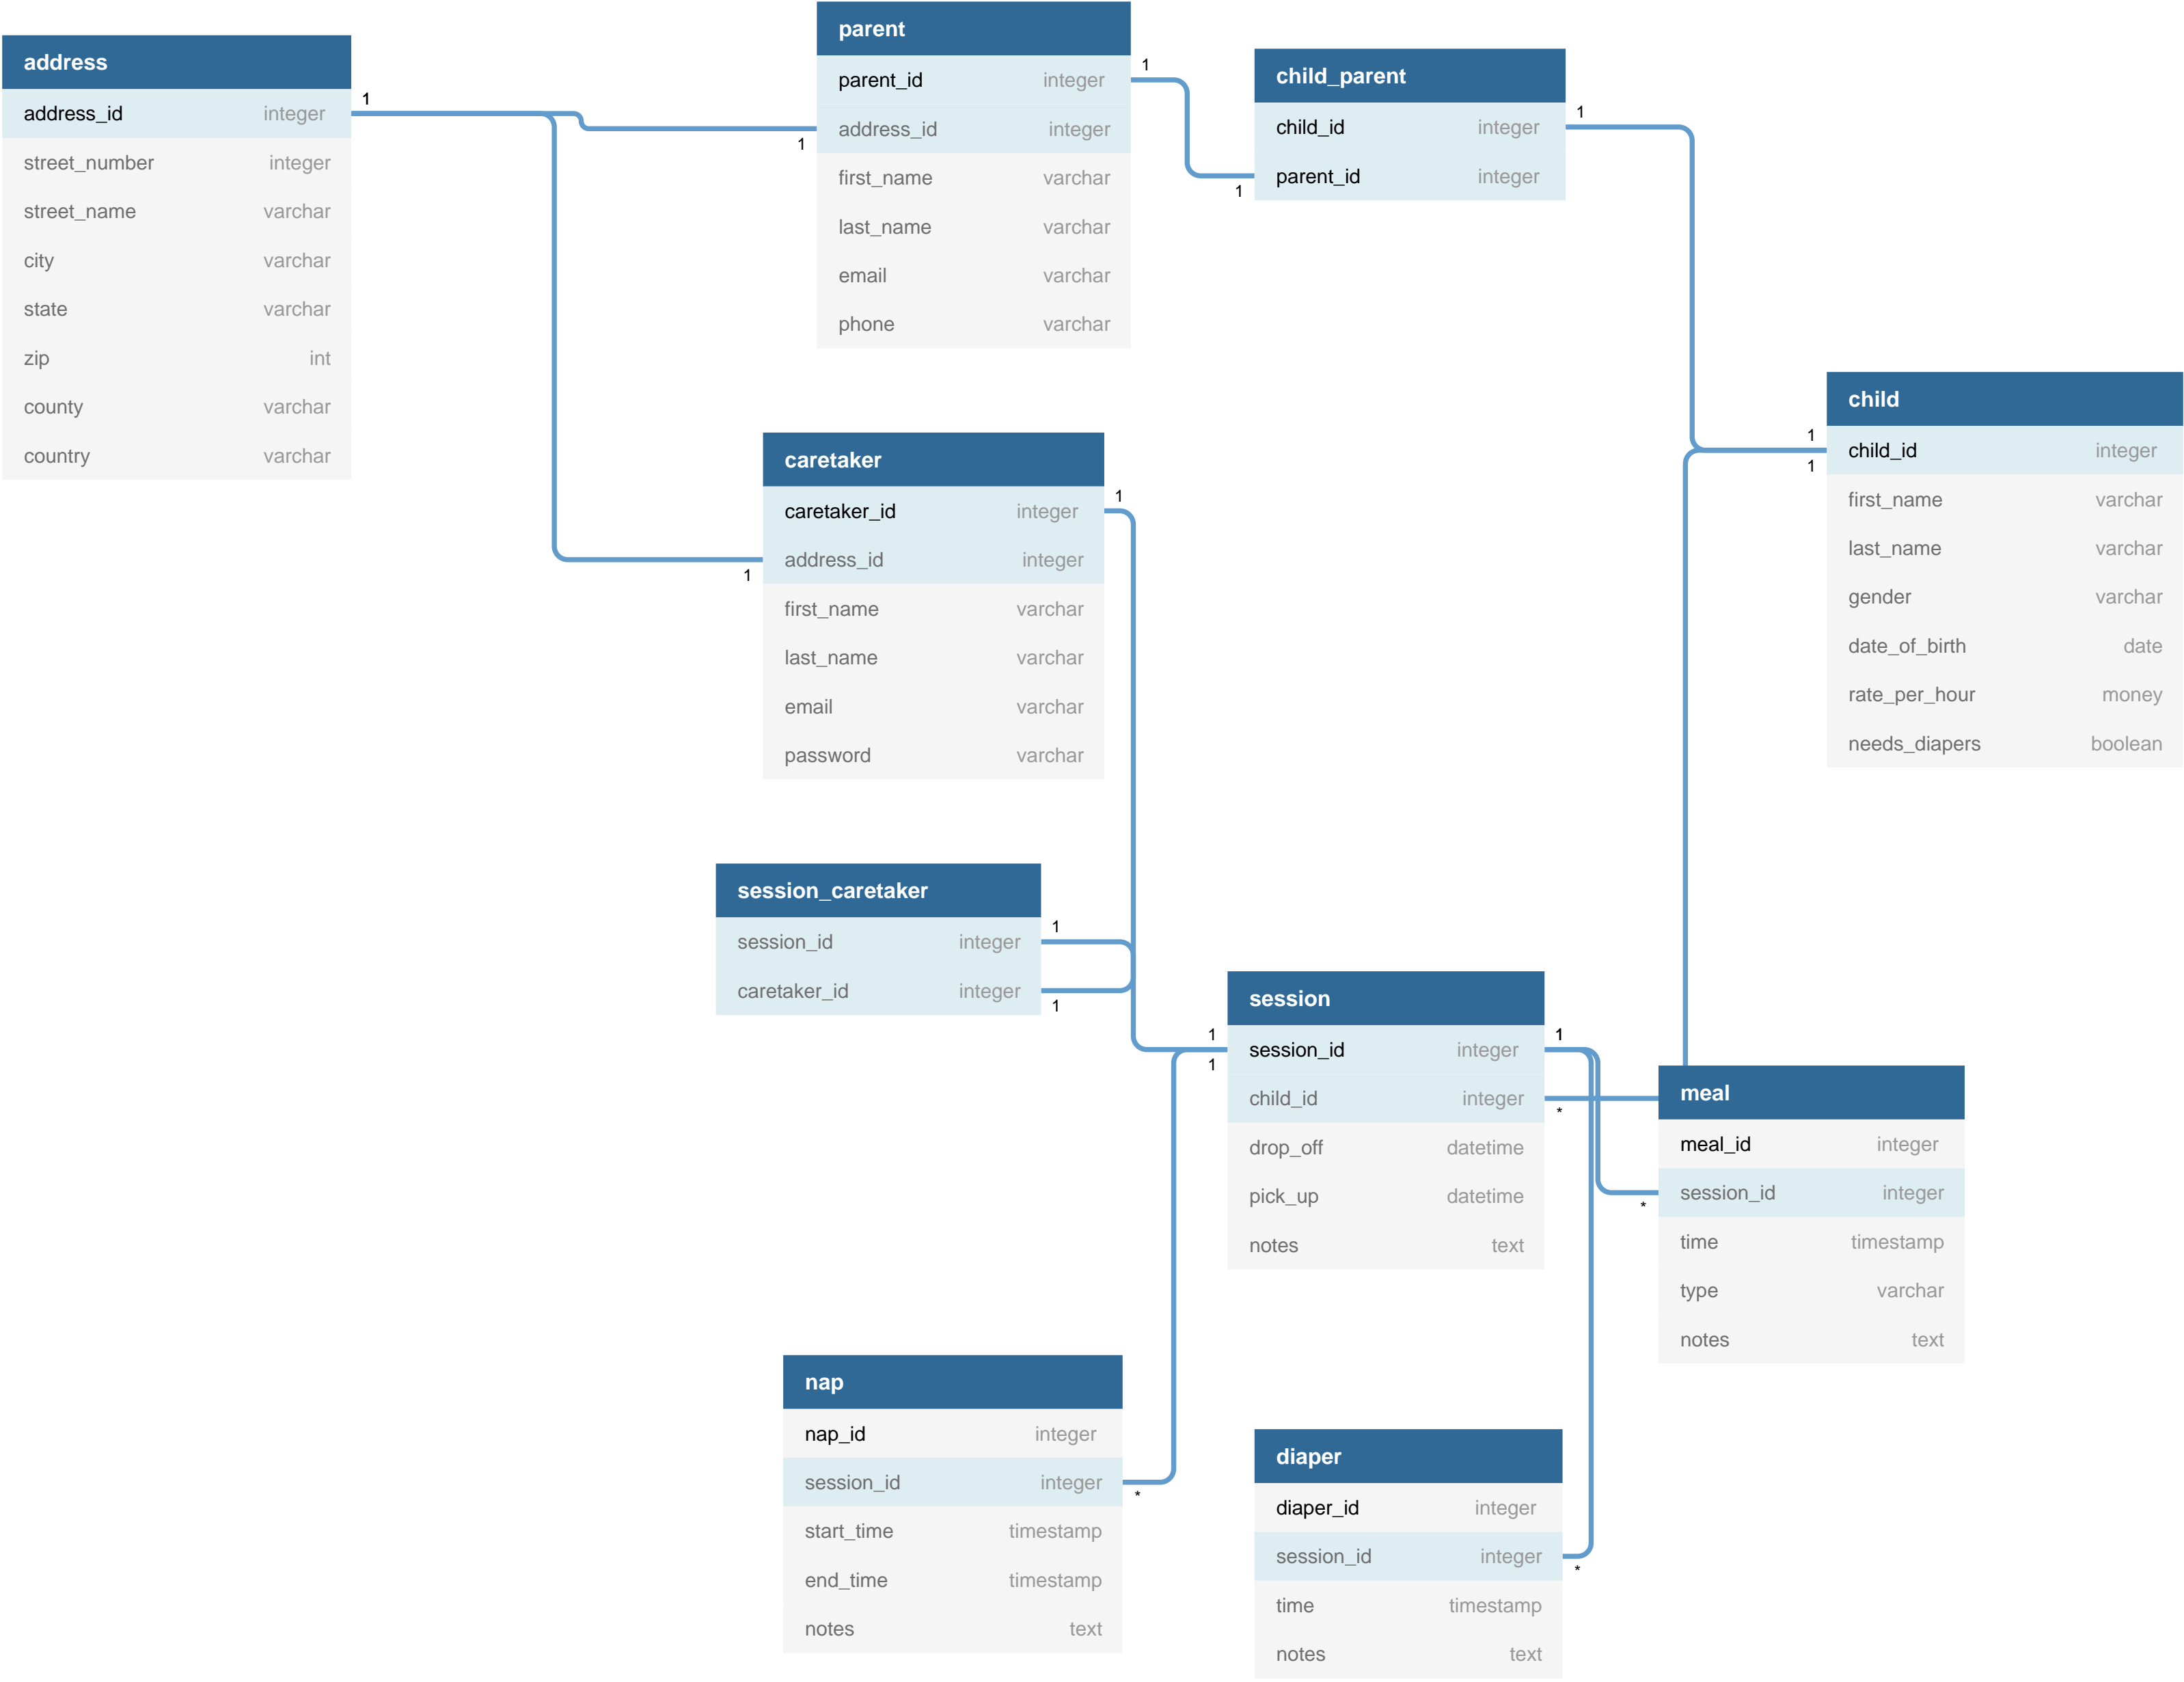 address
address_id integer
street_number integer
street_name varchar
city varchar
state varchar
zip int
county varchar
country varchar
1
parent
parent_id integer
address_id integer
first_name varchar
last_name varchar
email varchar
phone varchar
1
1
child_parent
child_id integer
parent_id integer
1
1
child
child_id integer
first_name varchar
last_name varchar
gender varchar
date_of_birth date
rate_per_hour money
needs_diapers boolean
1
1
caretaker
caretaker_id integer
address_id integer
first_name varchar
last_name varchar
email varchar
password varchar
1
1
session_caretaker
session_id integer
caretaker_id integer
1
1
session
session_id integer
child_id integer
drop_off datetime
pick_up datetime
notes text
1
1
1
*
meal
meal_id integer
session_id integer
time timestamp
type varchar
notes text
*
nap
nap_id integer
session_id integer
start_time timestamp
end_time timestamp
notes text
*
diaper
diaper_id integer
session_id integer
time timestamp
notes text
*